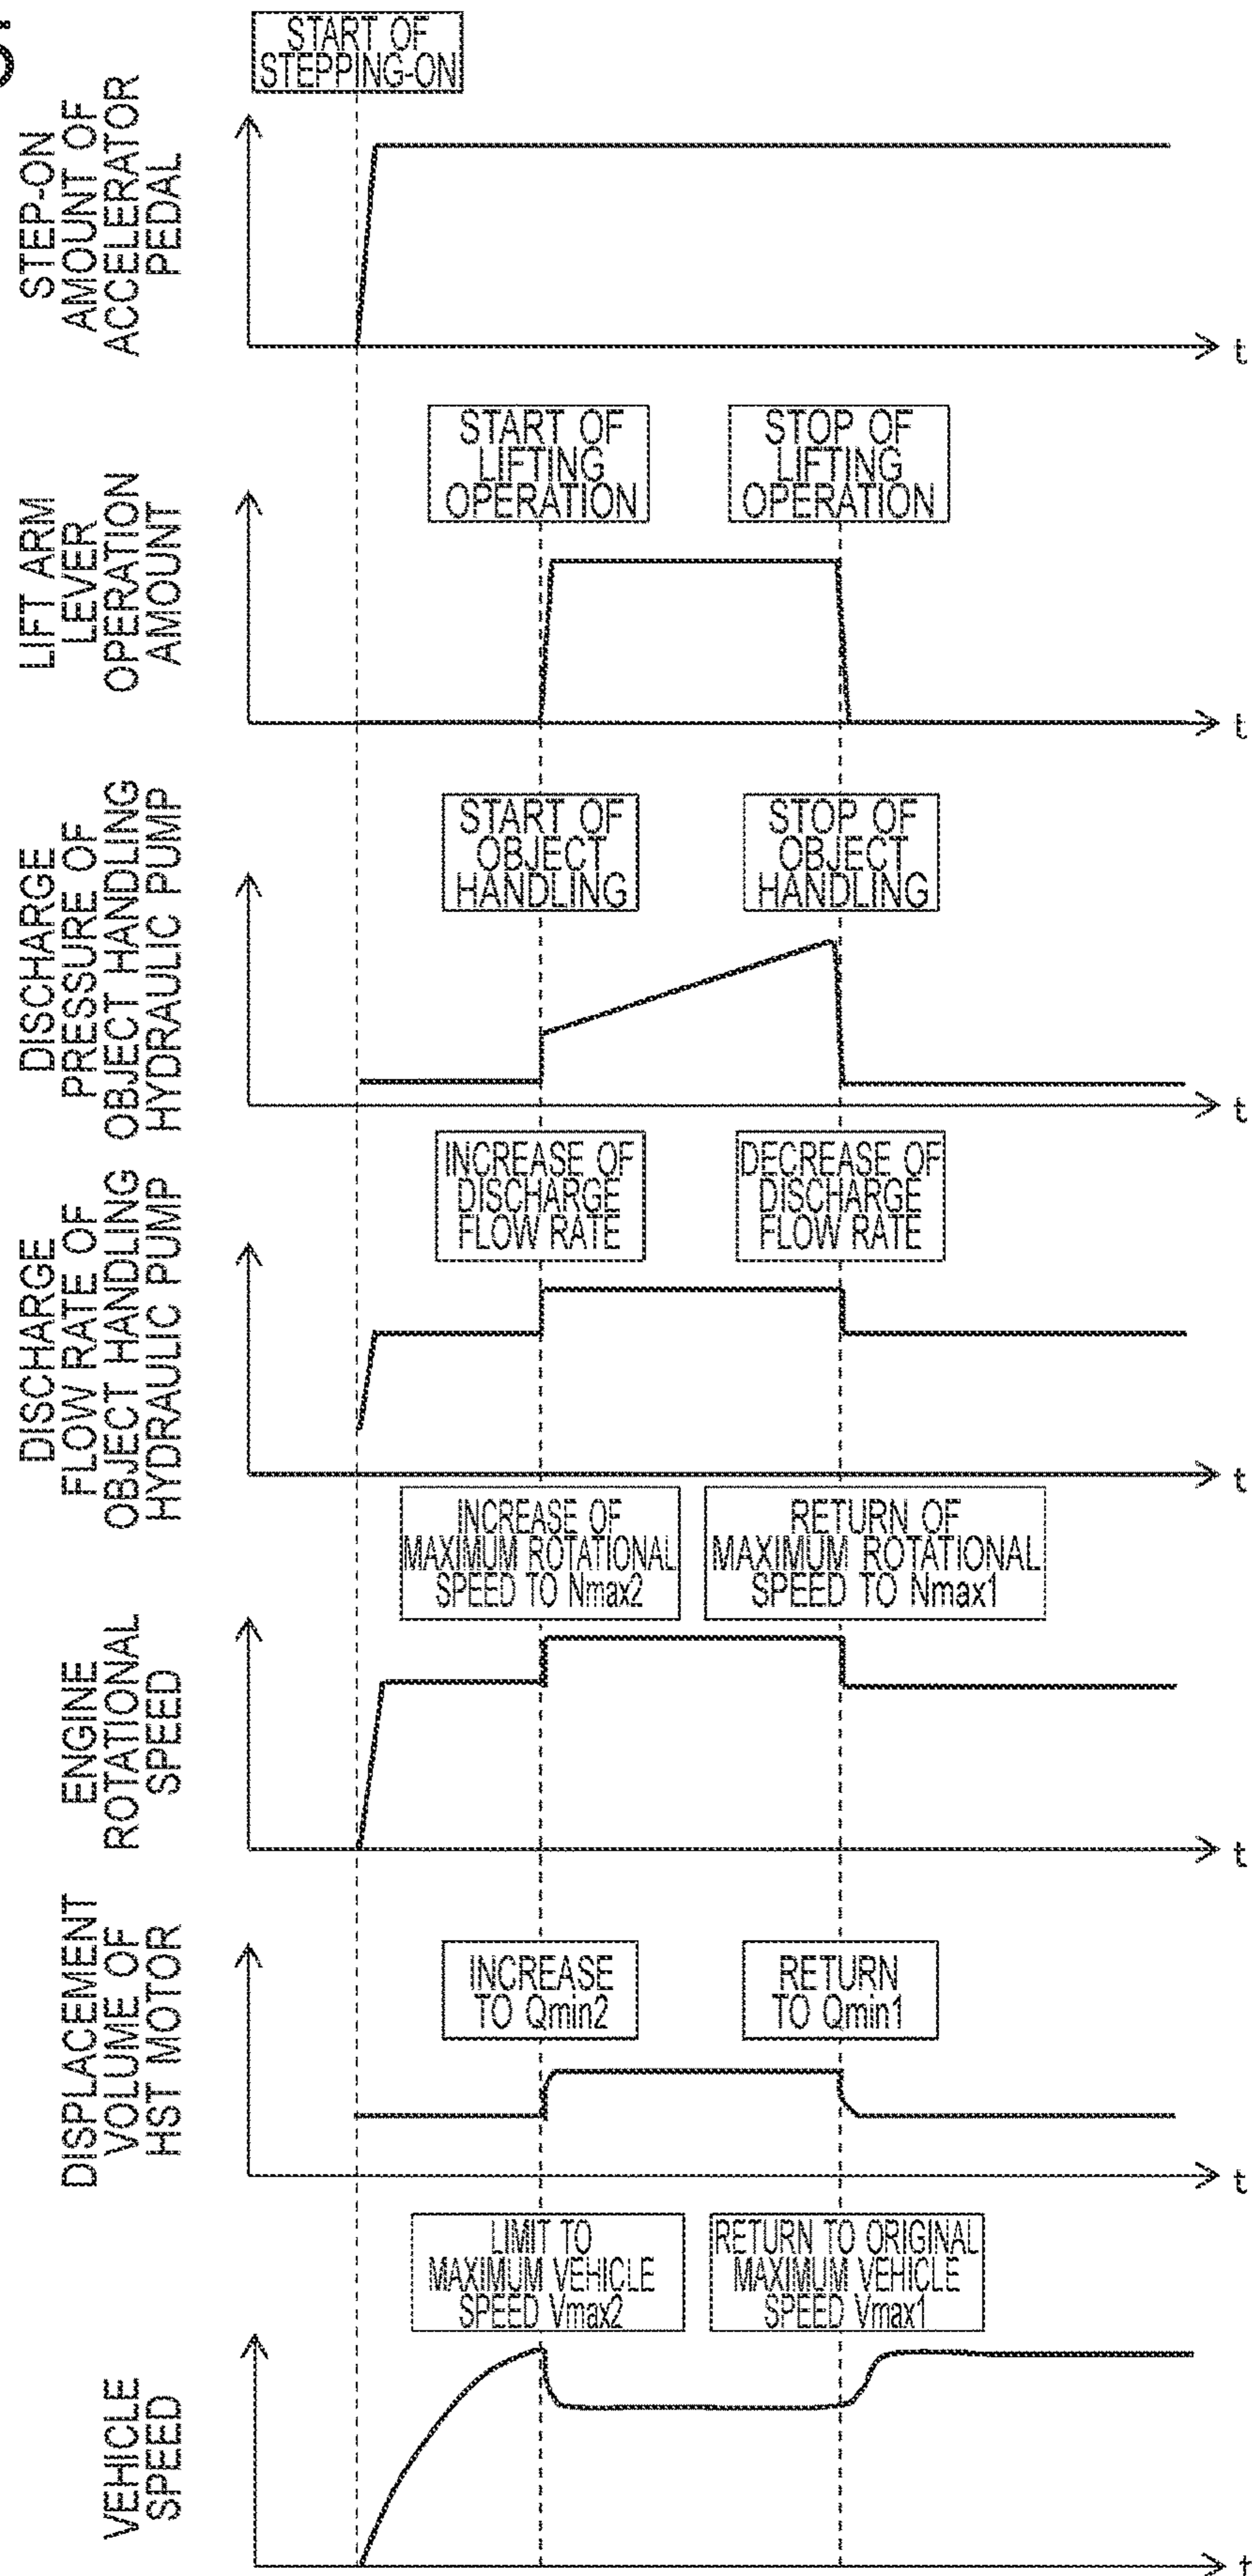 START OF
STEPPING-ON
STEP-ON
AMOUNT OF
ACCELERATOR
PEDAL
t
START OF
LIFTING
OPERATION
STOP OF
LIFTING
OPERATION
LIFT ARM
LEVER
OPERATION
AMOUNT
t
START OF
OBJECT
HANDLING
STOP OF
OBJECT
HANDLING
DISCHARGE
PRESSURE OF
OBJECT HANDLING
HYDRAULIC PUMP
t
INCREASE OF
DISCHARGE
FLOW RATE
DECREASE OF
DISCHARGE
FLOW RATE
DISCHARGE
FLOW RATE OF
OBJECT HANDLING
HYDRAULIC PUMP
t
INCREASE OF
MAXIMUM ROTATIONAL
SPEED TO Nmax2
RETURN OF
MAXIMUM ROTATIONAL
SPEED TO Nmax1
ENGINE
ROTATIONAL
SPEED
t
INCREASE
TO Qmin2
RETURN
TO Qmin1
DISPLACEMENT
VOLUME OF
HST MOTOR
t
LIMIT TO
MAXIMUM VEHICLE
SPEED Vmax2
RETURN TO ORIGINAL
MAXIMUM VEHICLE
SPEED Vmax1
VEHICLE
SPEED
t